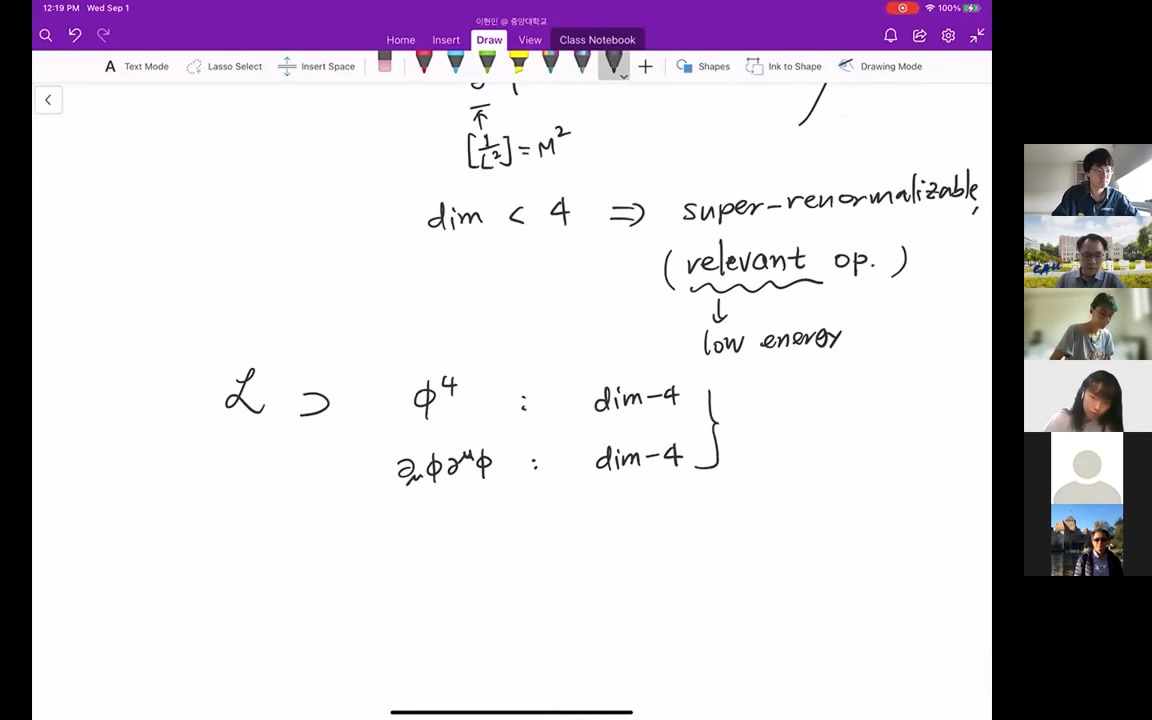 12:19 PM Wed Sep 1
100%
이현민 @ 중앙대학교
Home Insert Draw View Class Notebook
Text Mode Lasso Select Insert Space Shapes Ink to Shape Drawing Mode
[1/L²] = M²
dim < 4 ⇒ super-renormalizable,
(relevant op.)
↓
low energy
ℒ ⊃ φ⁴ : dim-4
∂μφ∂^μφ : dim-4